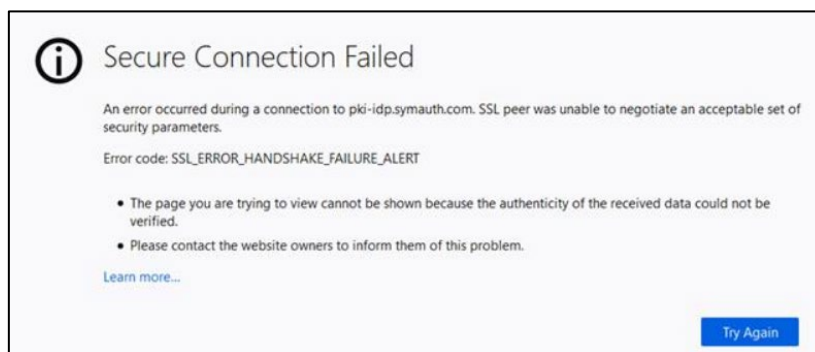 Secure Connection Failed
An error occurred during a connection to pki-idp.symauth.com. SSL peer was unable to negotiate an acceptable set of
security parameters.
Error code: SSL_ERROR_HANDSHAKE_FAILURE_ALERT
• The page you are trying to view cannot be shown because the authenticity of the received data could not be
verified.
• Please contact the website owners to inform them of this problem.
Learn more...
Try Again